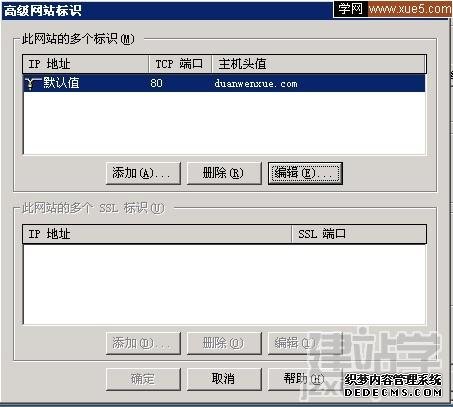 高级网站标识
学网 www.xue5.com
此网站的多个标识(M)
IP 地址 TCP 端口 主机头值
默认值 80 duanwenxue.com
添加(A)... 删除(R) 编辑(E)...
此网站的多个 SSL 标识(U)
IP 地址 SSL 端口
添加(D)... 删除(O) 编辑(I)...
确定 取消 帮助(H)
建站学
织梦内容管理系统
DEDECMS.COM